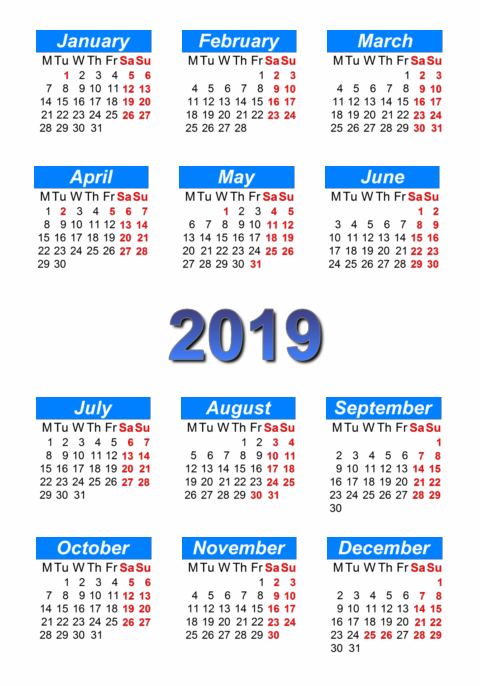 January
M Tu W Th Fr Sa Su
1 2 3 4 5 6
7 8 9 10 11 12 13
14 15 16 17 18 19 20
21 22 23 24 25 26 27
28 29 30 31
February
M Tu W Th Fr Sa Su
1 2 3
4 5 6 7 8 9 10
11 12 13 14 15 16 17
18 19 20 21 22 23 24
25 26 27 28
March
M Tu W Th Fr Sa Su
1 2 3
4 5 6 7 8 9 10
11 12 13 14 15 16 17
18 19 20 21 22 23 24
25 26 27 28 29 30 31
April
M Tu W Th Fr Sa Su
1 2 3 4 5 6 7
8 9 10 11 12 13 14
15 16 17 18 19 20 21
22 23 24 25 26 27 28
29 30
May
M Tu W Th Fr Sa Su
1 2 3 4 5
6 7 8 9 10 11 12
13 14 15 16 17 18 19
20 21 22 23 24 25 26
27 28 29 30 31
June
M Tu W Th Fr Sa Su
1 2
3 4 5 6 7 8 9
10 11 12 13 14 15 16
17 18 19 20 21 22 23
24 25 26 27 28 29 30
2019
July
M Tu W Th Fr Sa Su
1 2 3 4 5 6 7
8 9 10 11 12 13 14
15 16 17 18 19 20 21
22 23 24 25 26 27 28
29 30 31
August
M Tu W Th Fr Sa Su
1 2 3 4
5 6 7 8 9 10 11
12 13 14 15 16 17 18
19 20 21 22 23 24 25
26 27 28 29 30 31
September
M Tu W Th Fr Sa Su
1
2 3 4 5 6 7 8
9 10 11 12 13 14 15
16 17 18 19 20 21 22
23 24 25 26 27 28 29
30
October
M Tu W Th Fr Sa Su
1 2 3 4 5 6
7 8 9 10 11 12 13
14 15 16 17 18 19 20
21 22 23 24 25 26 27
28 29 30 31
November
M Tu W Th Fr Sa Su
1 2 3
4 5 6 7 8 9 10
11 12 13 14 15 16 17
18 19 20 21 22 23 24
25 26 27 28 29 30
December
M Tu W Th Fr Sa Su
1
2 3 4 5 6 7 8
9 10 11 12 13 14 15
16 17 18 19 20 21 22
23 24 25 26 27 28 29
30 31